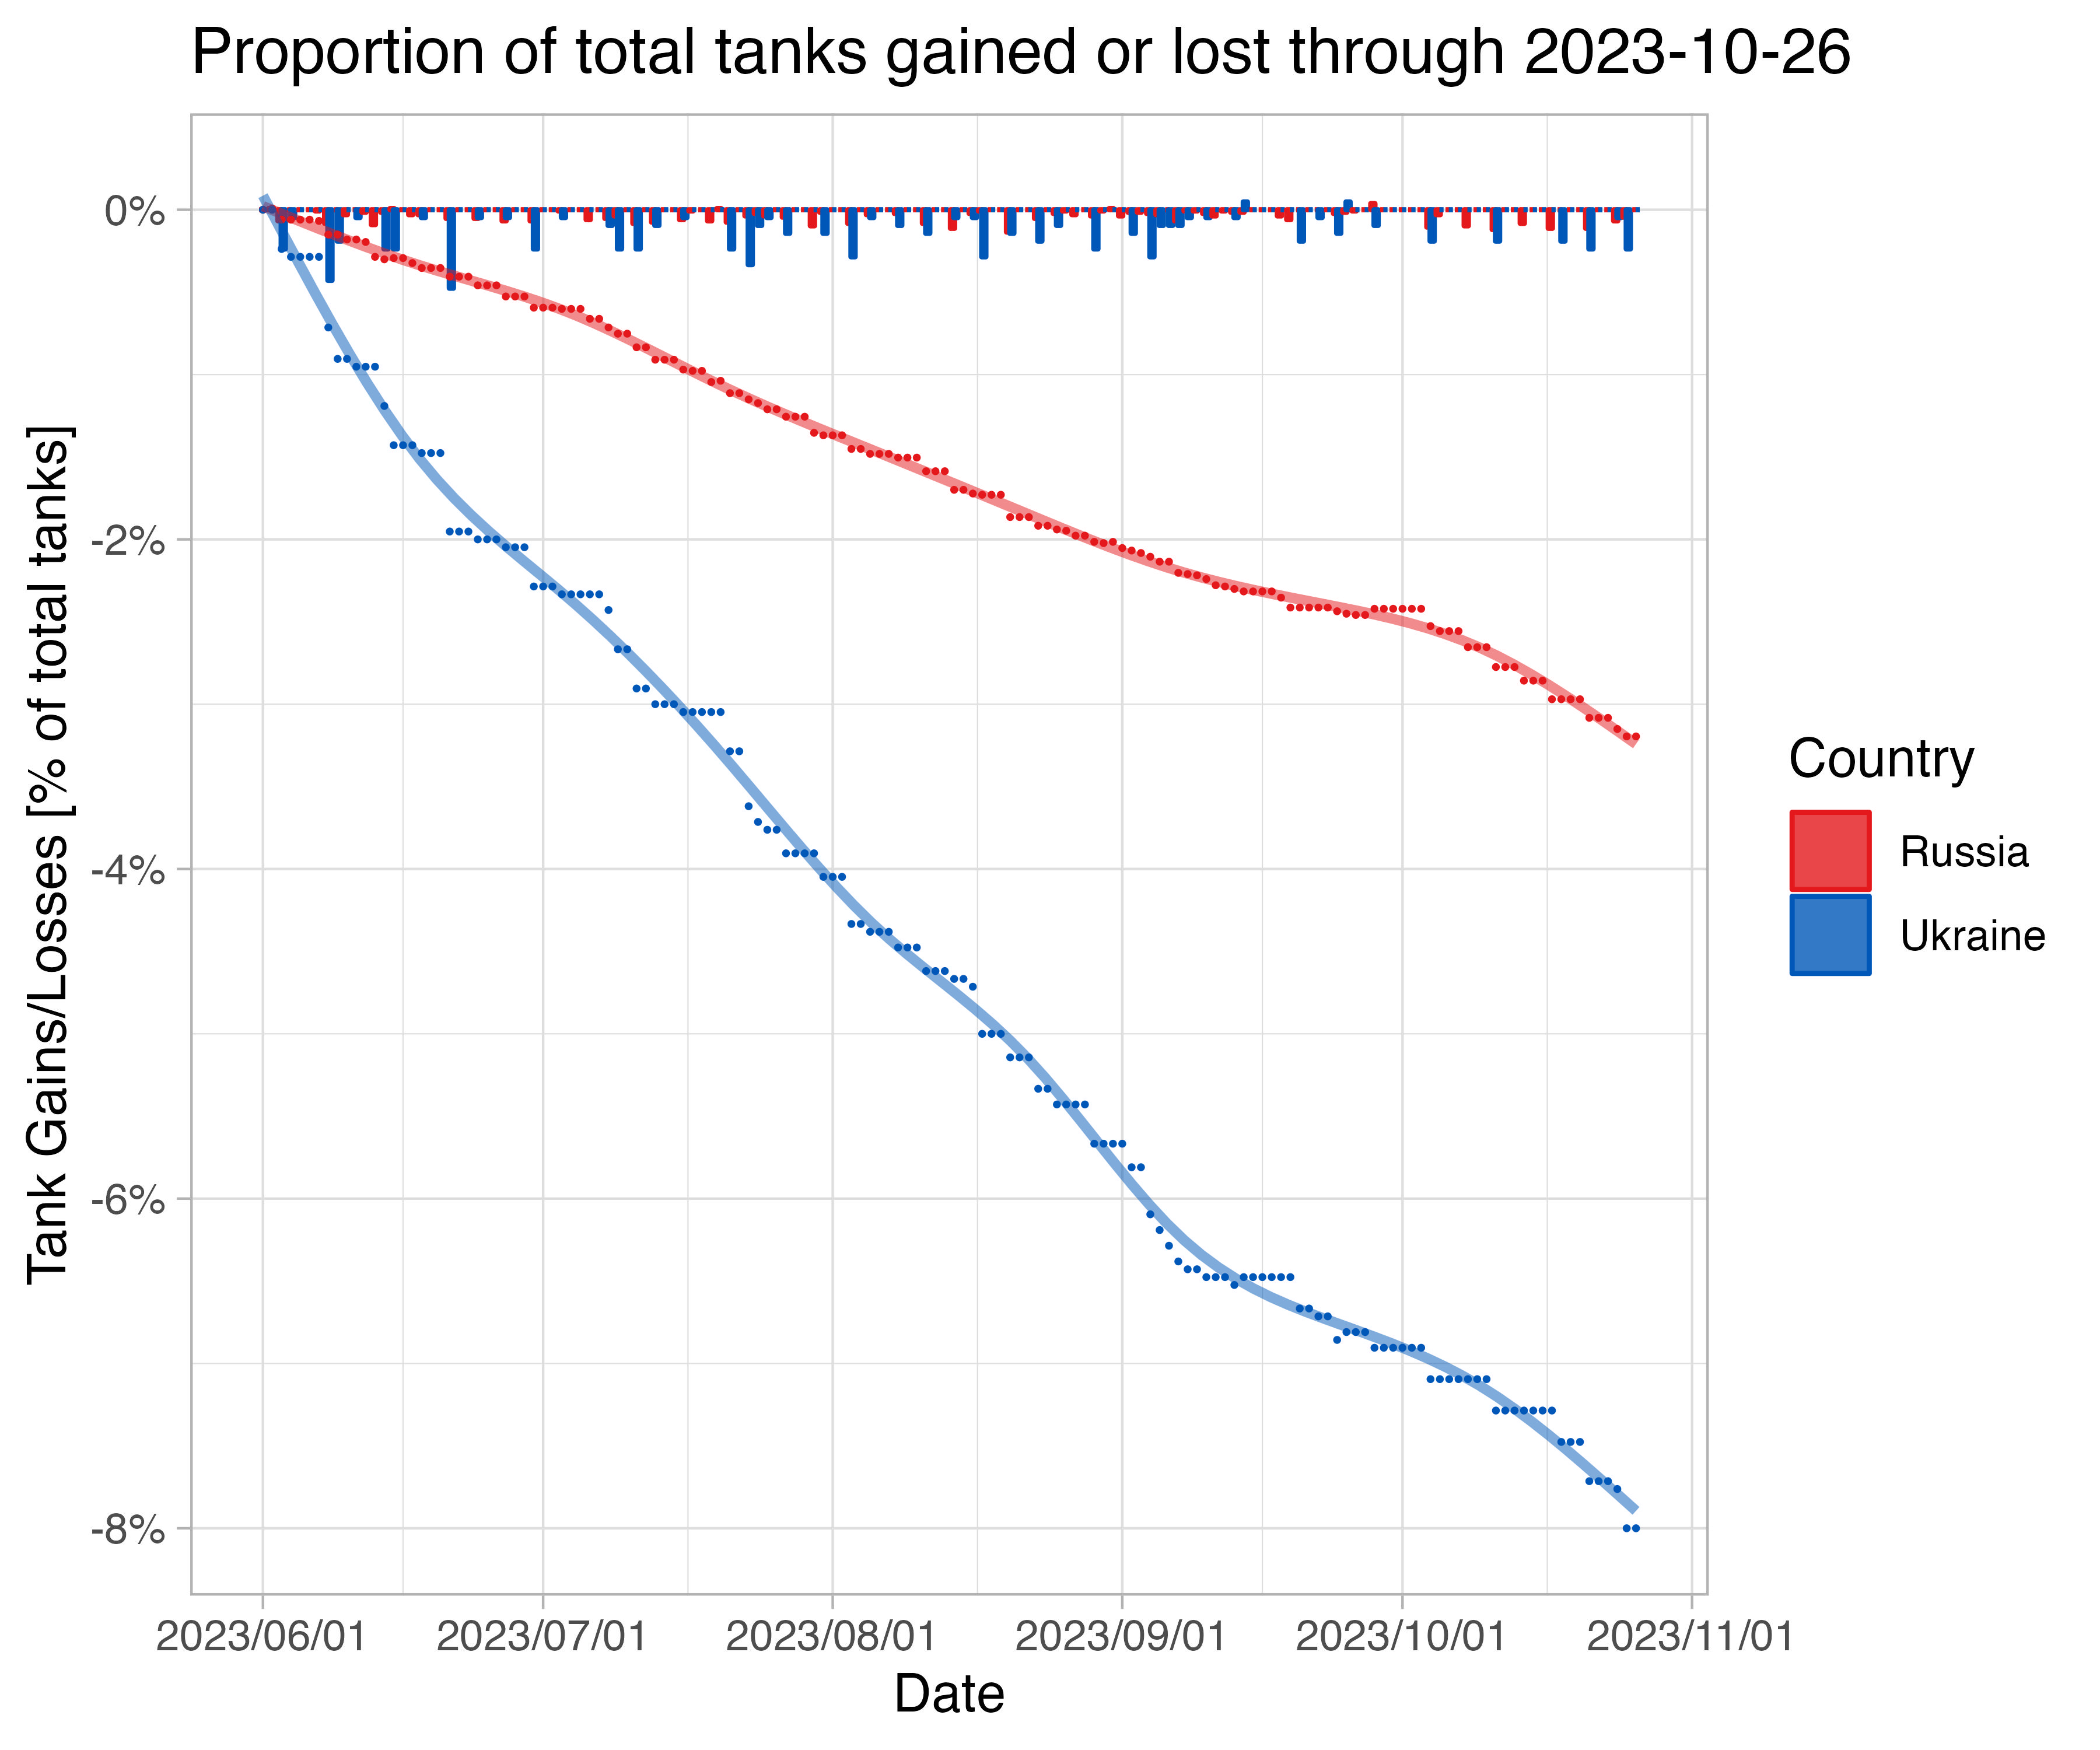 Proportion of total tanks gained or lost through 2023-10-26
Tank Gains/Losses [% of total tanks]
0%
-2%
-4%
-6%
-8%
2023/06/01
2023/07/01
2023/08/01
2023/09/01
2023/10/01
2023/11/01
Date
Country
Russia
Ukraine